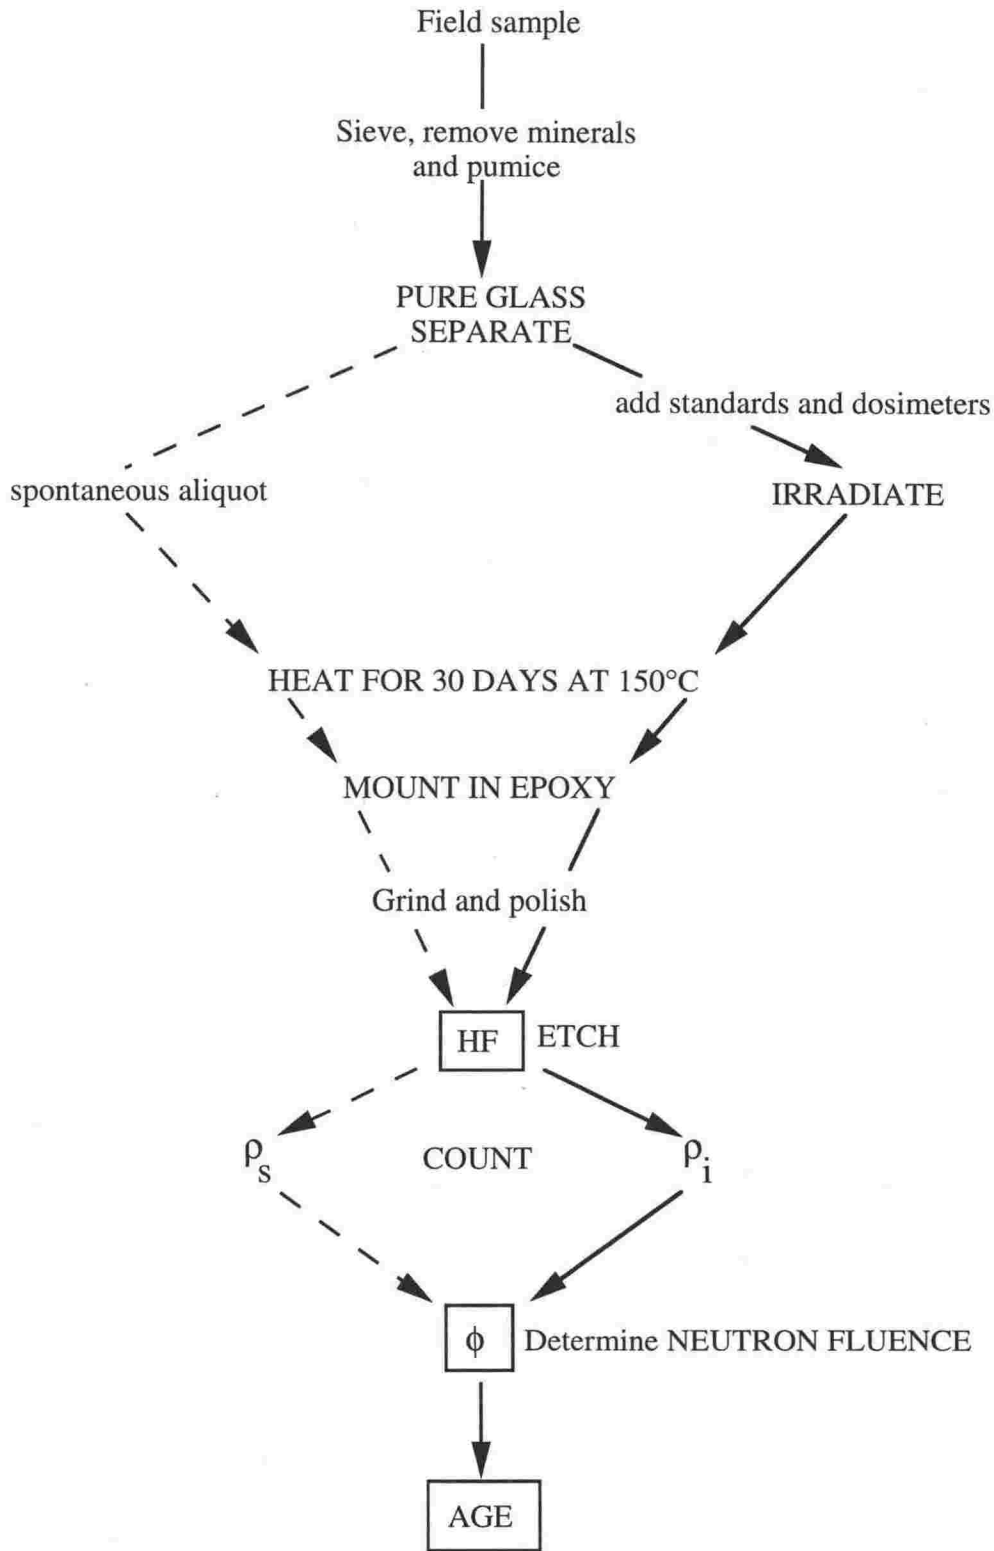 Field sample
Sieve, remove minerals
and pumice
PURE GLASS
SEPARATE
add standards and dosimeters
spontaneous aliquot
IRRADIATE
HEAT FOR 30 DAYS AT 150°C
MOUNT IN EPOXY
Grind and polish
HF ETCH
ρs COUNT ρi
ϕ Determine NEUTRON FLUENCE
AGE